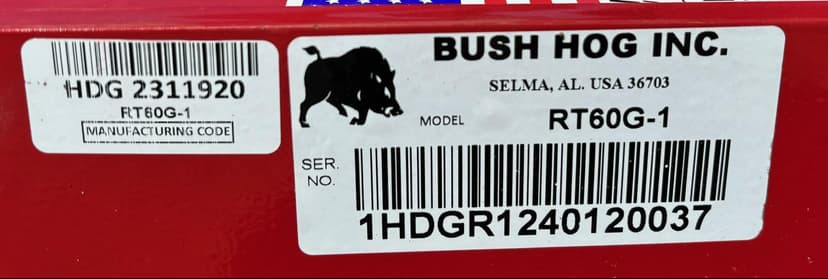 HDG 2311920
RT60G-1
MANUFACTURING CODE
BUSH HOG INC.
SELMA, AL. USA 36703
MODEL RT60G-1
SER.
NO.
1HDGR1240120037